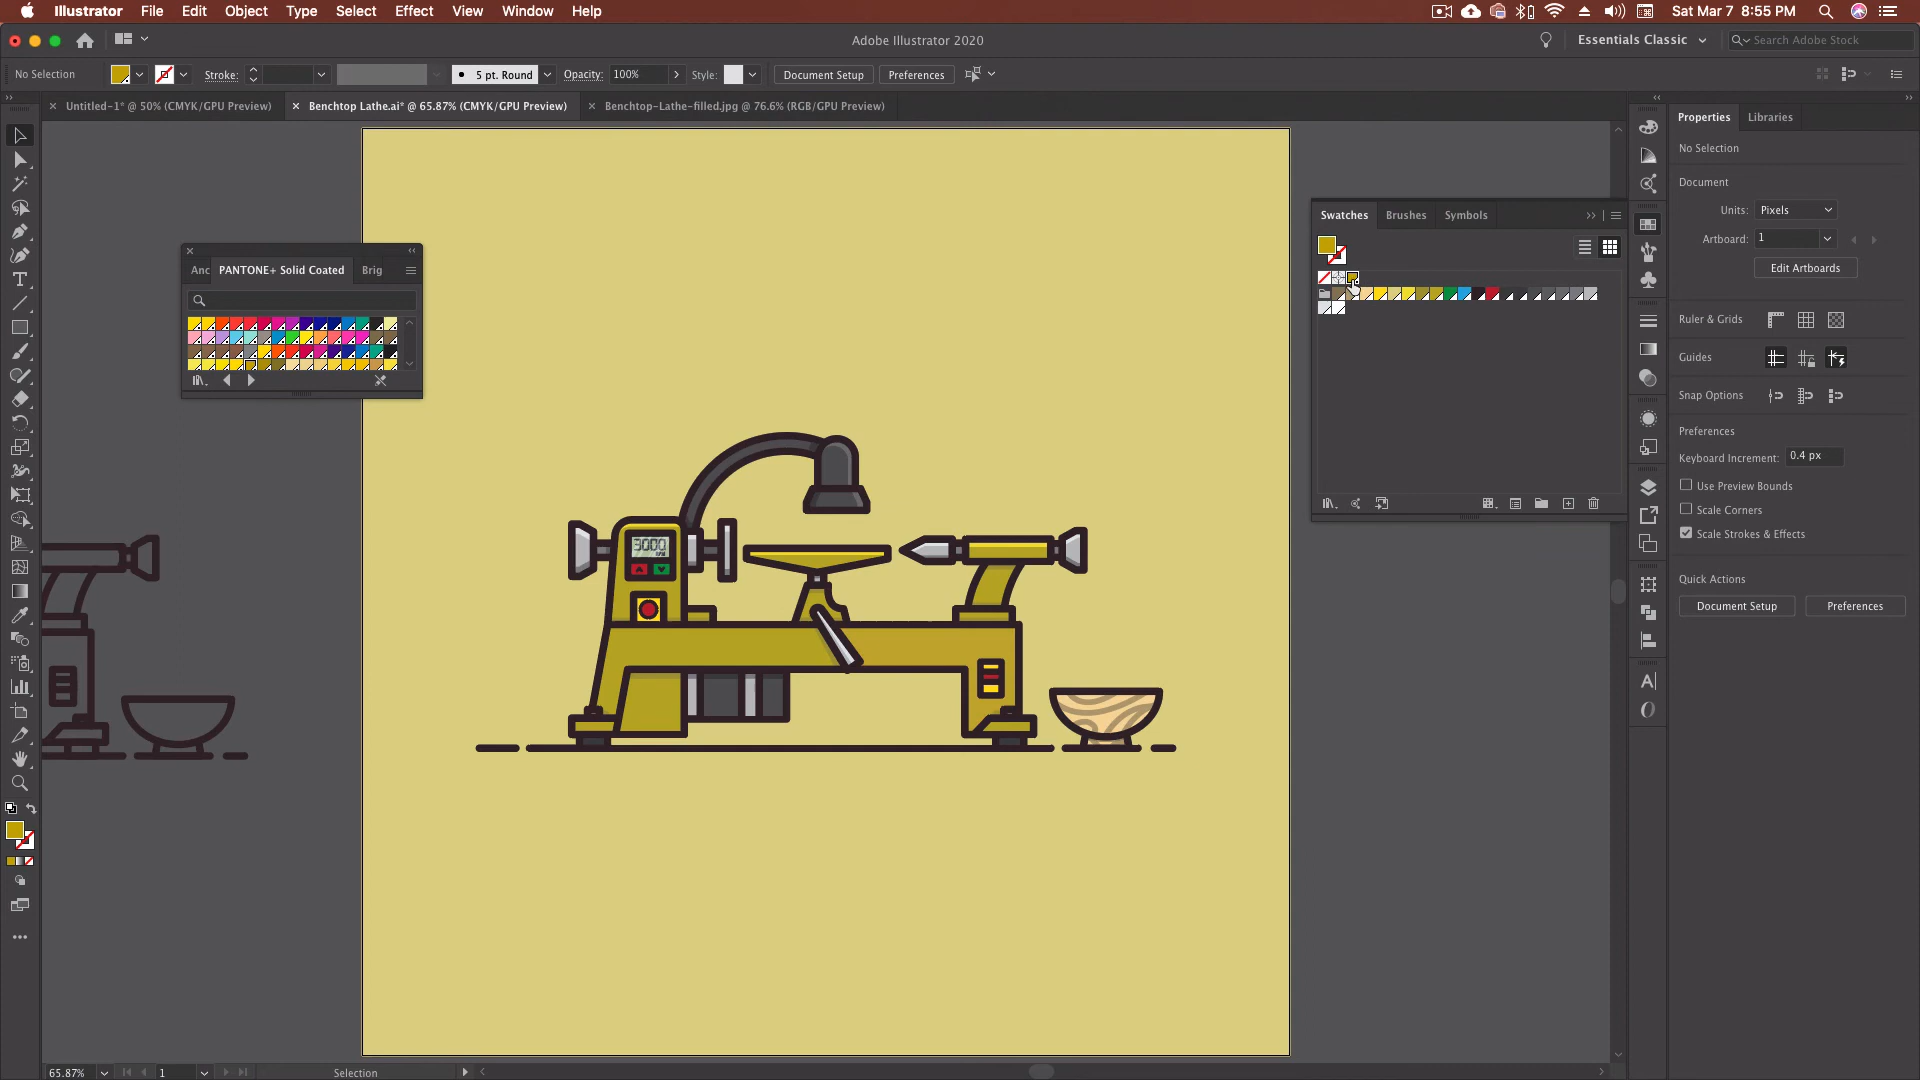 Illustrator File Edit Object Type Select Effect View Window Help Sat Mar 7 8:55 PM
Adobe Illustrator 2020 Essentials Classic Search Adobe Stock
No Selection Stroke: 5 pt. Round Opacity: 100% Style: Document Setup Preferences
Untitled-1* @ 50% (CMYK/GPU Preview) Benchtop Lathe.ai* @ 65.87% (CMYK/GPU Preview) Benchtop-Lathe-filled.jpg @ 76.6% (RGB/GPU Preview)
Properties Libraries
No Selection
Document
Units: Pixels
Artboard: 1
Edit Artboards
Ruler & Grids
Guides
Snap Options
Preferences
Keyboard Increment: 0.4 px
Use Preview Bounds
Scale Corners
Scale Strokes & Effects
Quick Actions
Document Setup Preferences
Swatches Brushes Symbols
Anc PANTONE+ Solid Coated Brig
3000
RPM
65.87% 1 Selection